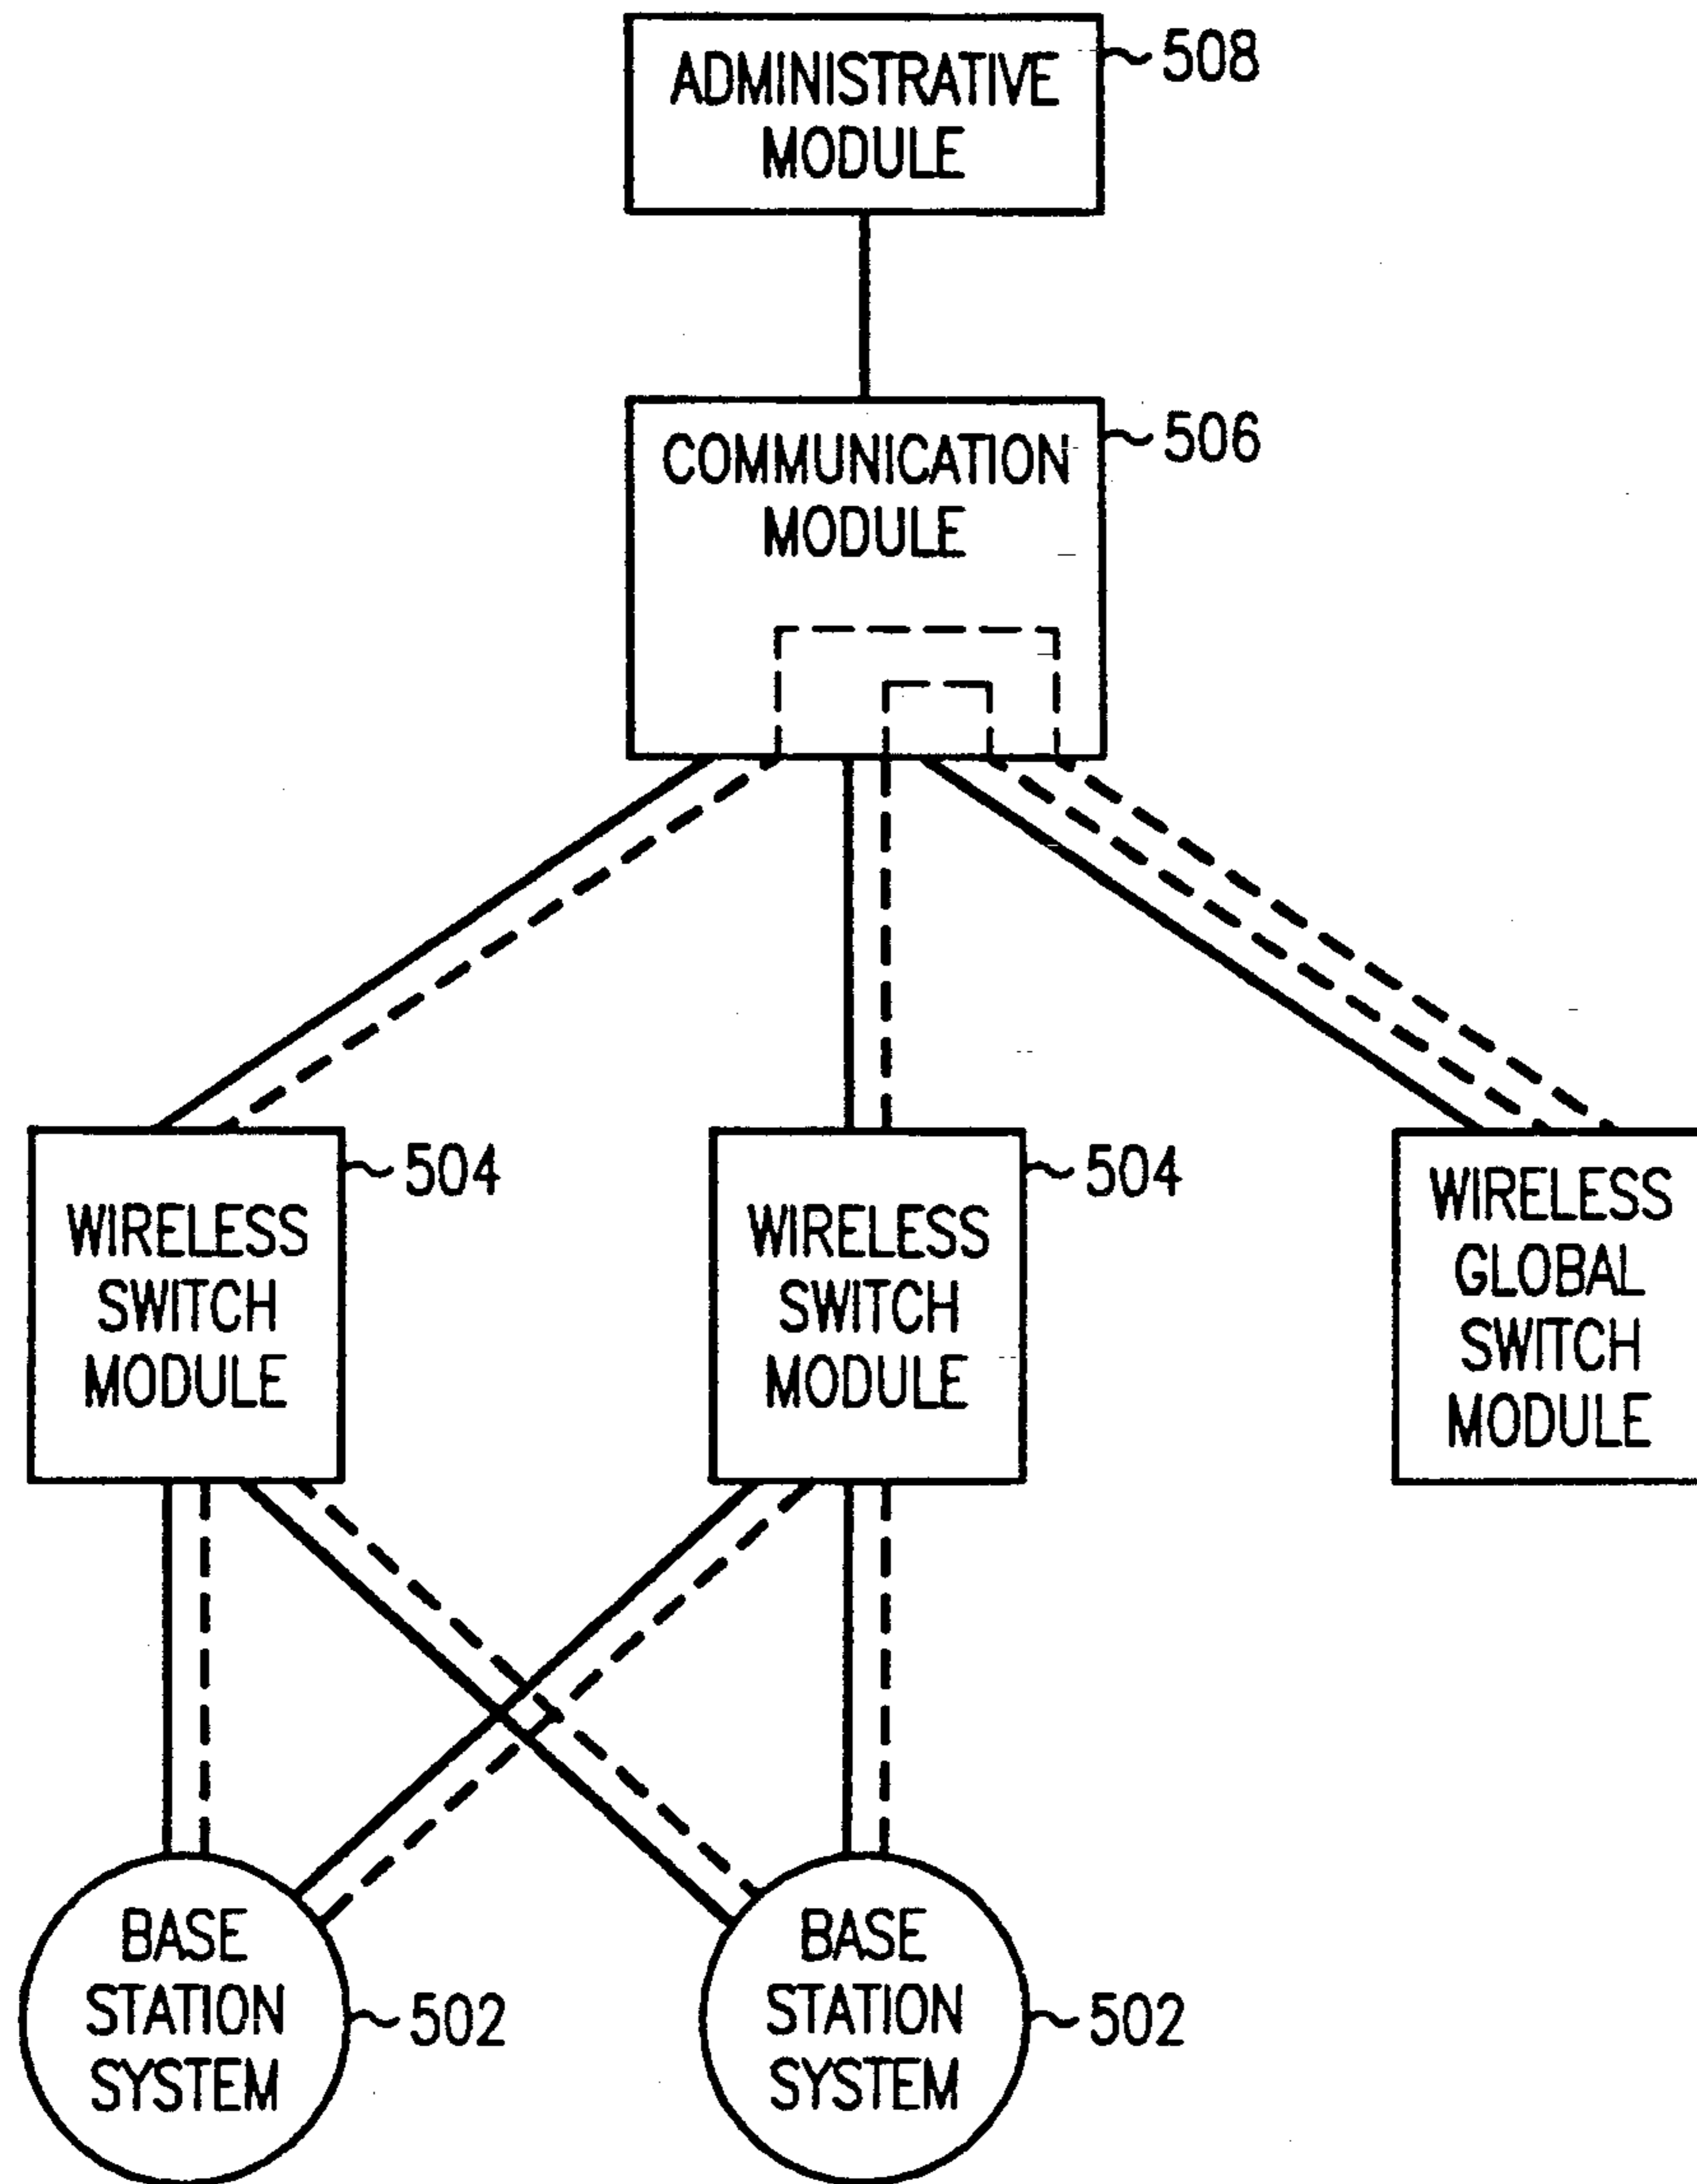 ADMINISTRATIVE
MODULE
508
COMMUNICATION
MODULE
506
WIRELESS
SWITCH
MODULE
504
WIRELESS
SWITCH
MODULE
504
WIRELESS
GLOBAL
SWITCH
MODULE
BASE
STATION
SYSTEM
502
BASE
STATION
SYSTEM
502